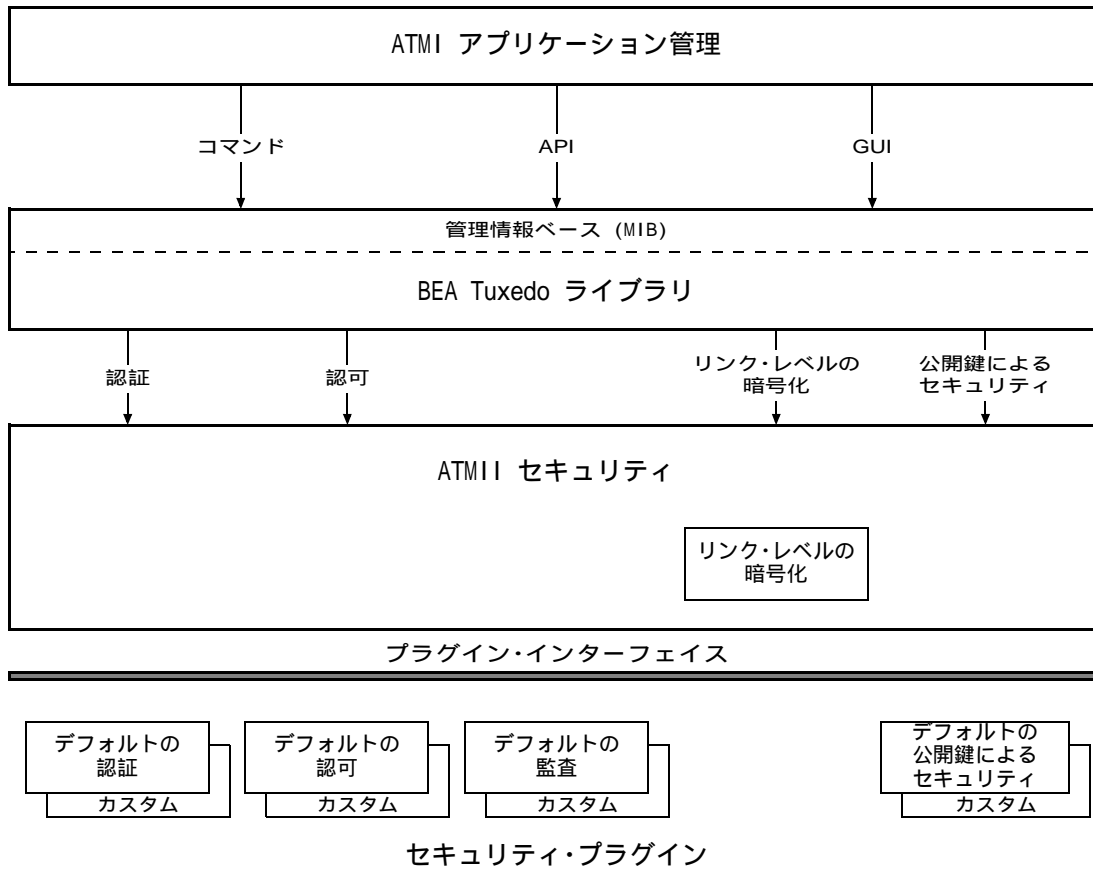 ATMI アプリケーション管理
コマンド
API
GUI
管理情報ベース (MIB)
BEA Tuxedo ライブラリ
認証
認可
リンク・レベルの
暗号化
公開鍵による
セキュリティ
ATMII セキュリティ
リンク・レベルの
暗号化
プラグイン・インターフェイス
デフォルトの
認証
カスタム
デフォルトの
認可
カスタム
デフォルトの
監査
カスタム
デフォルトの
公開鍵による
セキュリティ
カスタム
セキュリティ・プラグイン